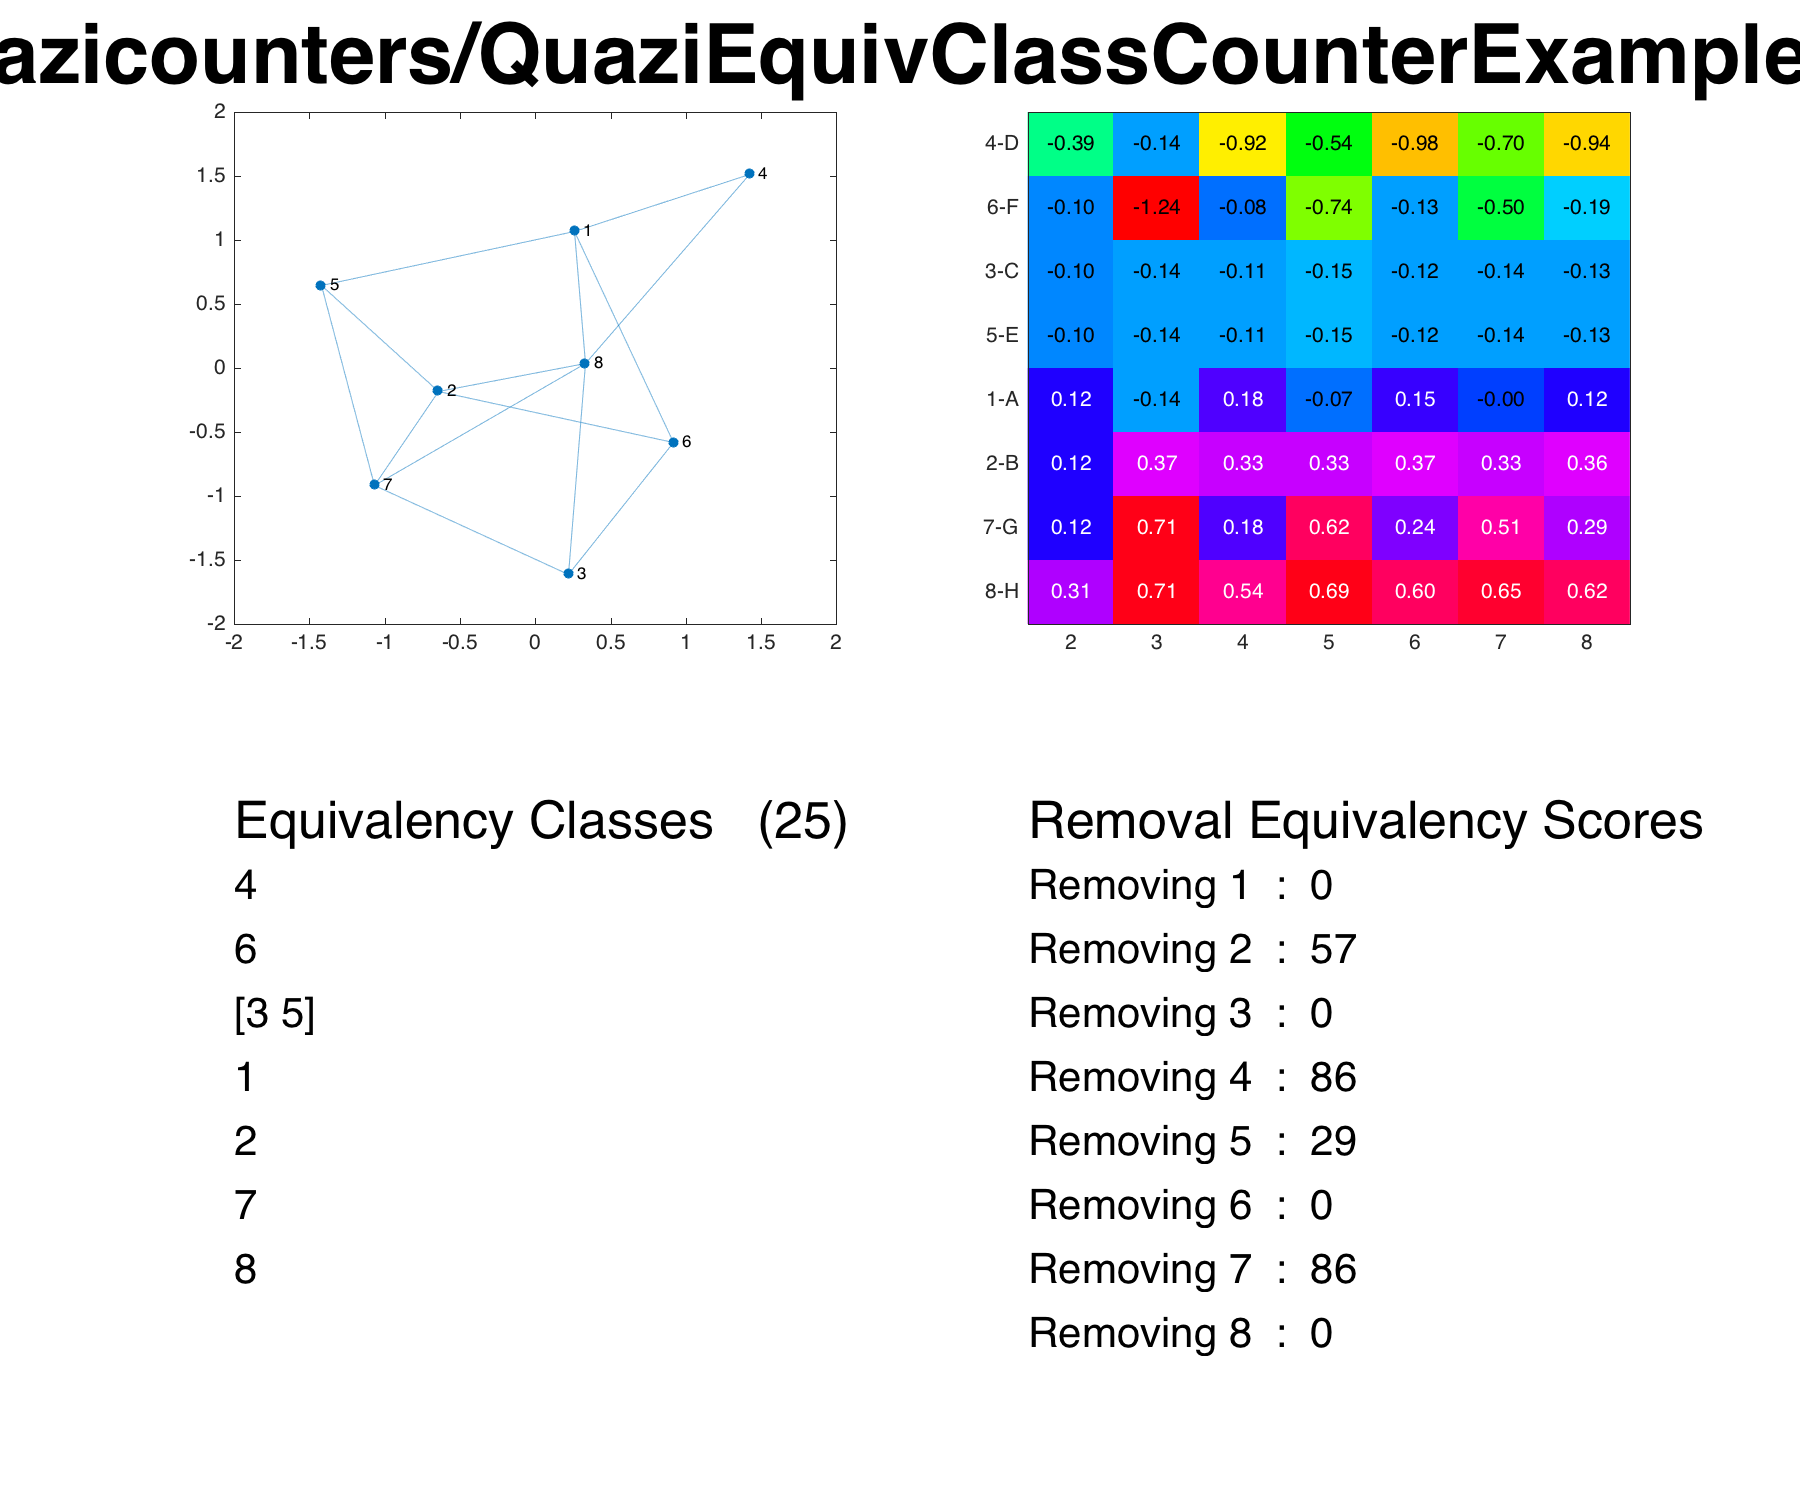 azicounters/QuaziEquivClassCounterExample
2
1.5
1
0.5
0
-0.5
-1
-1.5
-2
-2 -1.5 -1 -0.5 0 0.5 1 1.5 2
4
1
5
8
2
6
7
3
4-D -0.39 -0.14 -0.92 -0.54 -0.98 -0.70 -0.94
6-F -0.10 -1.24 -0.08 -0.74 -0.13 -0.50 -0.19
3-C -0.10 -0.14 -0.11 -0.15 -0.12 -0.14 -0.13
5-E -0.10 -0.14 -0.11 -0.15 -0.12 -0.14 -0.13
1-A 0.12 -0.14 0.18 -0.07 0.15 -0.00 0.12
2-B 0.12 0.37 0.33 0.33 0.37 0.33 0.36
7-G 0.12 0.71 0.18 0.62 0.24 0.51 0.29
8-H 0.31 0.71 0.54 0.69 0.60 0.65 0.62
2 3 4 5 6 7 8
Equivalency Classes (25)
4
6
[3 5]
1
2
7
8
Removal Equivalency Scores
Removing 1 : 0
Removing 2 : 57
Removing 3 : 0
Removing 4 : 86
Removing 5 : 29
Removing 6 : 0
Removing 7 : 86
Removing 8 : 0